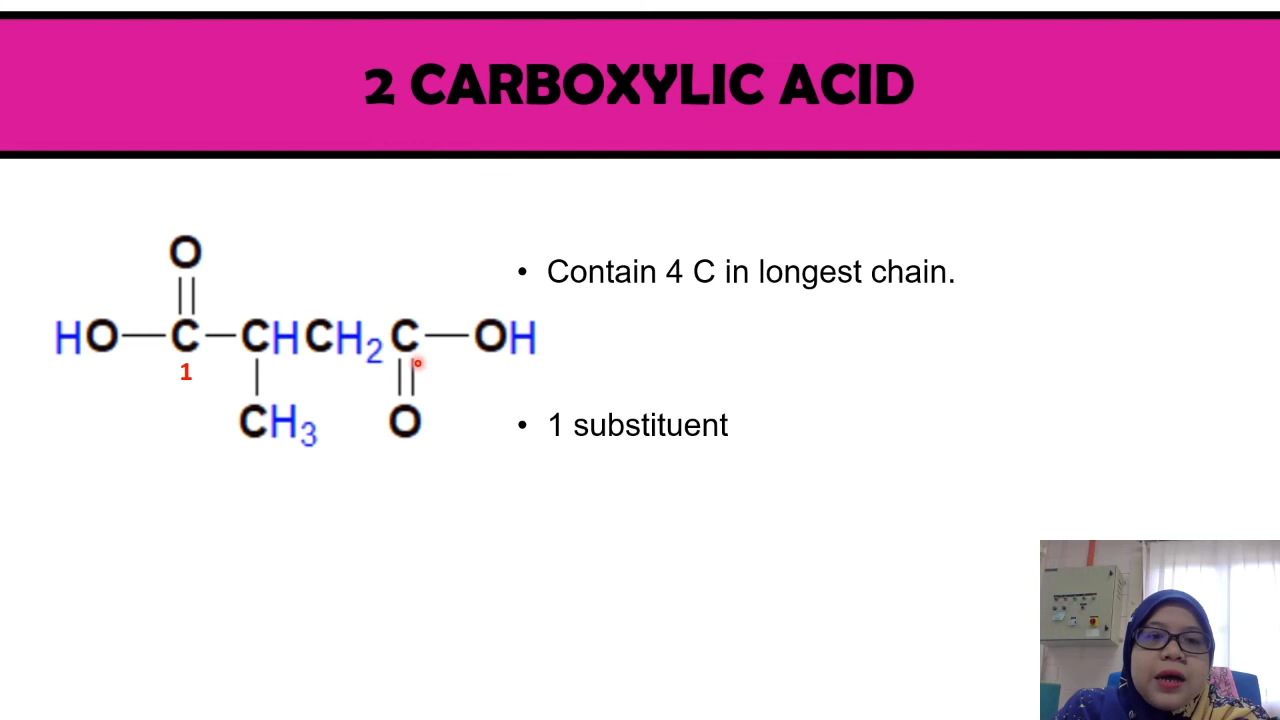 2 CARBOXYLIC ACID
O
HO—C—CHCH₂C—OH
1
CH₃ O
• Contain 4 C in longest chain.
• 1 substituent